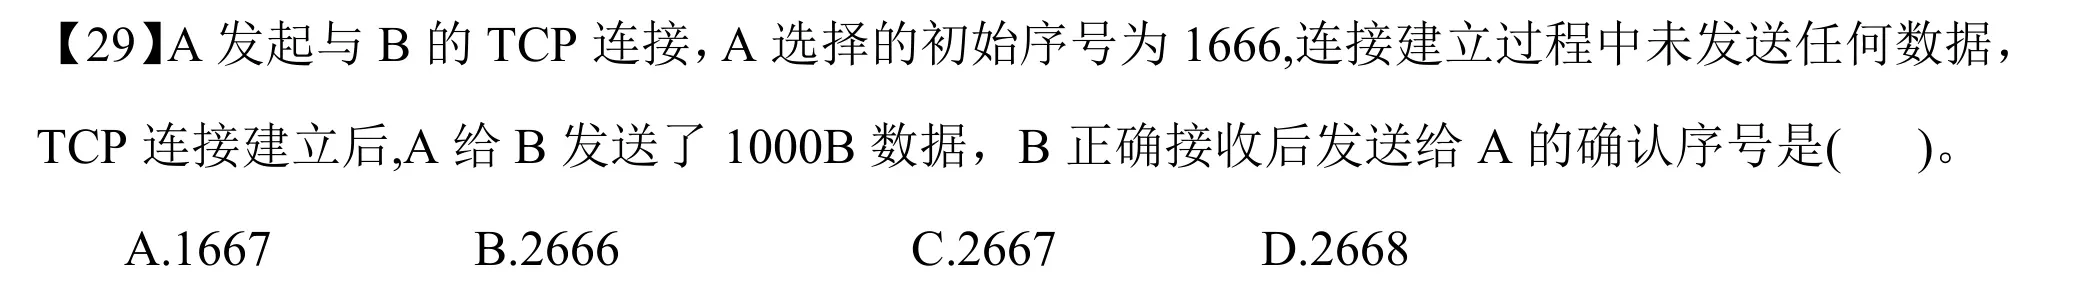 【29】A 发起与 B 的 TCP 连接，A 选择的初始序号为 1666,连接建立过程中未发送任何数据，
TCP 连接建立后,A 给 B 发送了 1000B 数据，B 正确接收后发送给 A 的确认序号是( )。
A.1667 B.2666 C.2667 D.2668